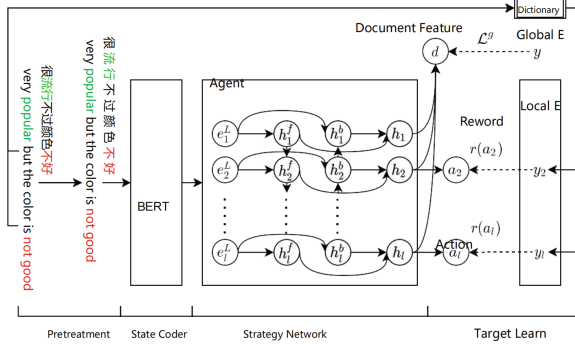 Dictionary
Document Feature
Global E
d
ℒ^g
y
很流行不过颜色不好
very popular but the color is not good
很 流 行 不过颜色 不 好
very popular but the color is not good
Agent
Local E
Reword
e_1^L h_1^f h_1^b h_1
r(a_2)
e_2^L h_2^f h_2^b h_2 a_2 y_2
BERT
r(a_l)
Action
e_l^L h_l^f h_l^b h_l a_l y_l
Pretreatment State Coder Strategy Network Target Learn